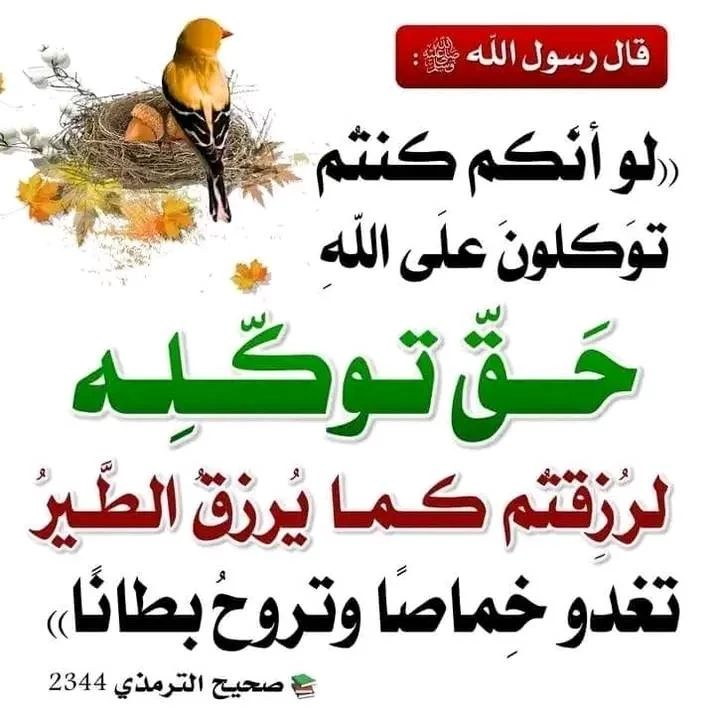 قال رسول الله ﷺ :
((لو أنكم كنتُم
توَكلونَ علَى اللَّهِ
حَقّ توكّلِه
لرُزِقتُم كما يُرزقُ الطَّيرُ
تغدو خِماصًا وتروحُ بطانًا))
صحيح الترمذي 2344